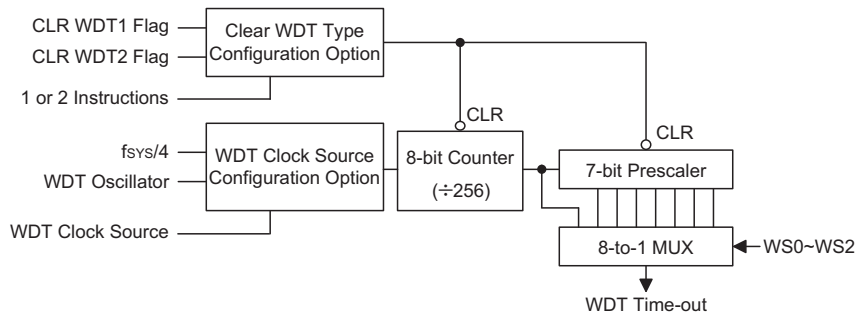 CLR WDT1 Flag
CLR WDT2 Flag
1 or 2 Instructions
Clear WDT Type
Configuration Option
CLR
CLR
fSYS/4
WDT Oscillator
WDT Clock Source
WDT Clock Source
Configuration Option
8-bit Counter
(÷256)
7-bit Prescaler
8-to-1 MUX
WS0~WS2
WDT Time-out